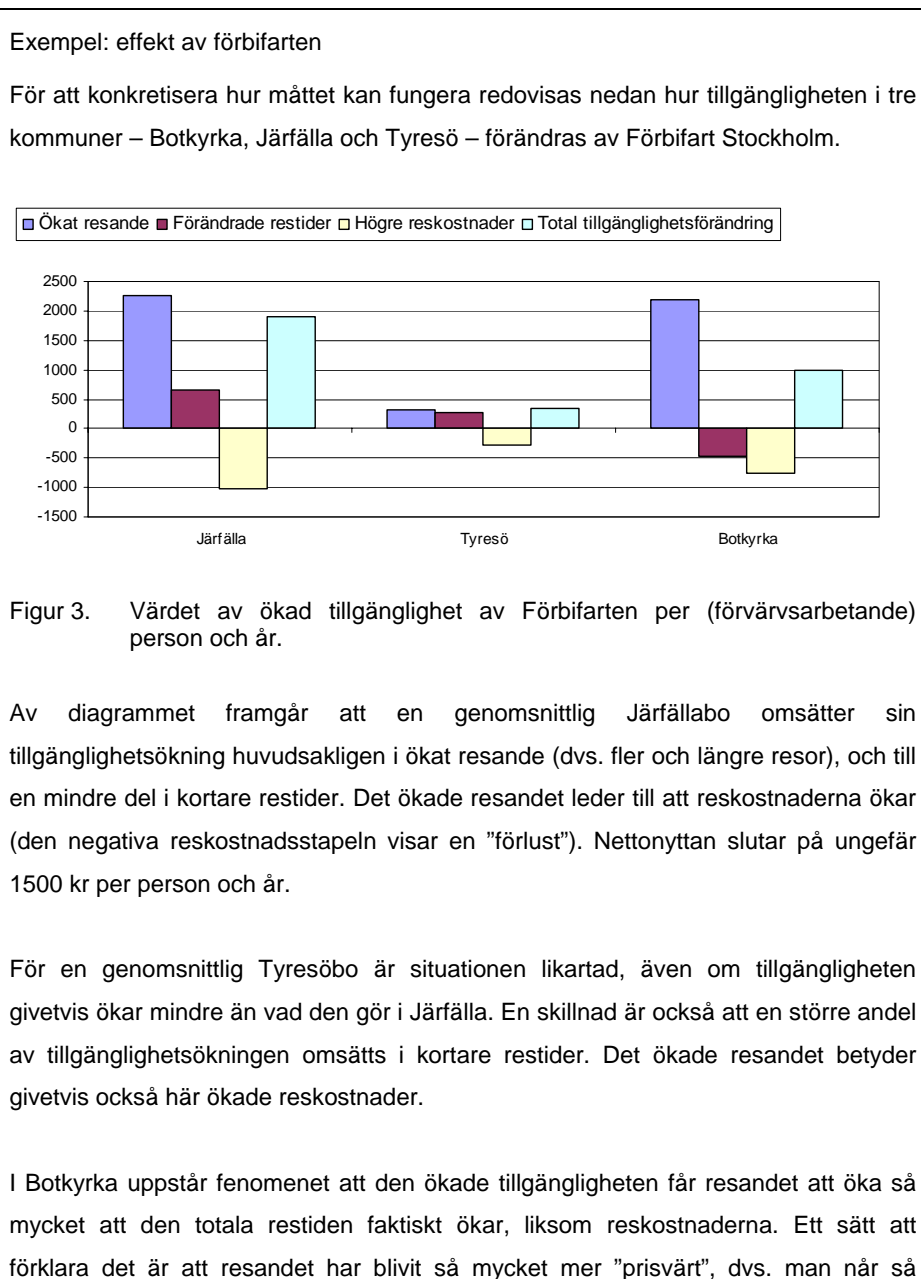 Exempel: effekt av förbifarten
För att konkretisera hur måttet kan fungera redovisas nedan hur tillgängligheten i tre
kommuner – Botkyrka, Järfälla och Tyresö – förändras av Förbifart Stockholm.
Ökat resande Förändrade restider Högre reskostnader Total tillgänglighetsförändring
2500
2000
1500
1000
500
0
-500
-1000
-1500
Järfälla Tyresö Botkyrka
Figur 3. Värdet av ökad tillgänglighet av Förbifarten per (förvärvsarbetande)
person och år.
Av diagrammet framgår att en genomsnittlig Järfällabo omsätter sin
tillgänglighetsökning huvudsakligen i ökat resande (dvs. fler och längre resor), och till
en mindre del i kortare restider. Det ökade resandet leder till att reskostnaderna ökar
(den negativa reskostnadsstapeln visar en ”förlust”). Nettonyttan slutar på ungefär
1500 kr per person och år.
För en genomsnittlig Tyresöbo är situationen likartad, även om tillgängligheten
givetvis ökar mindre än vad den gör i Järfälla. En skillnad är också att en större andel
av tillgänglighetsökningen omsätts i kortare restider. Det ökade resandet betyder
givetvis också här ökade reskostnader.
I Botkyrka uppstår fenomenet att den ökade tillgängligheten får resandet att öka så
mycket att den totala restiden faktiskt ökar, liksom reskostnaderna. Ett sätt att
förklara det är att resandet har blivit så mycket mer ”prisvärt”, dvs. man når så